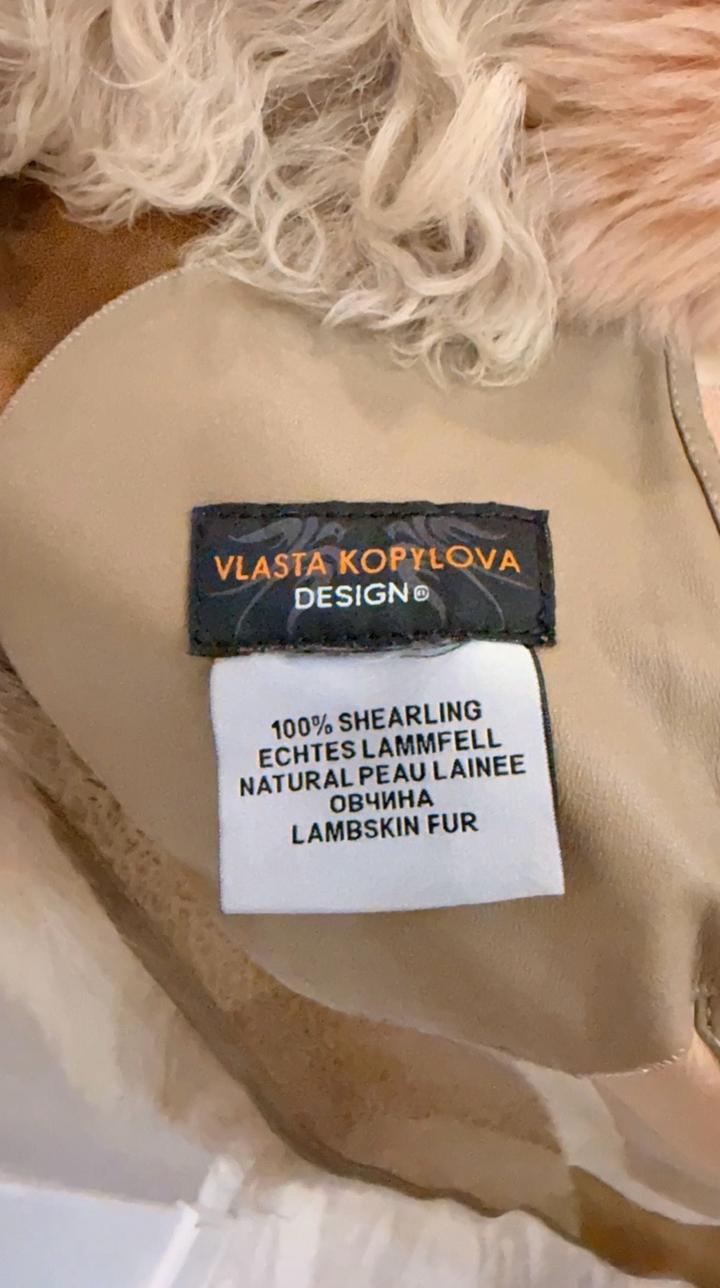 VLASTA KOPYLOVA
DESIGN®
100% SHEARLING
ECHTES LAMMFELL
NATURAL PEAU LAINEE
ОВЧИНА
LAMBSKIN FUR